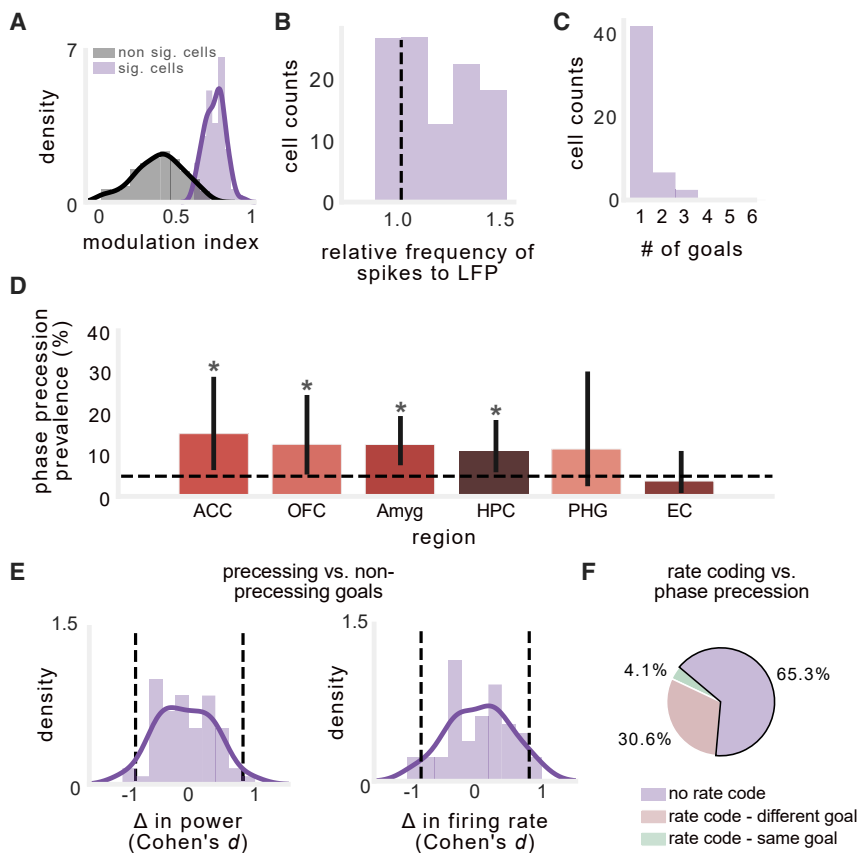 A
7
density
0
non sig. cells
sig. cells
0
0.5
1
modulation index
B
cell counts
20
10
0
1.0
1.5
relative frequency of
spikes to LFP
C
cell counts
40
20
0
1 2 3 4 5 6
# of goals
D
phase precession
prevalence (%)
40
30
20
10
0
*
*
*
*
ACC
OFC
Amyg
HPC
PHG
EC
region
E
precessing vs. non-
precessing goals
1.5
density
0
-1
0
1
Δ in power
(Cohen's d)
1.5
density
0
-1
0
1
Δ in firing rate
(Cohen's d)
F
rate coding vs.
phase precession
4.1%
65.3%
30.6%
no rate code
rate code - different goal
rate code - same goal